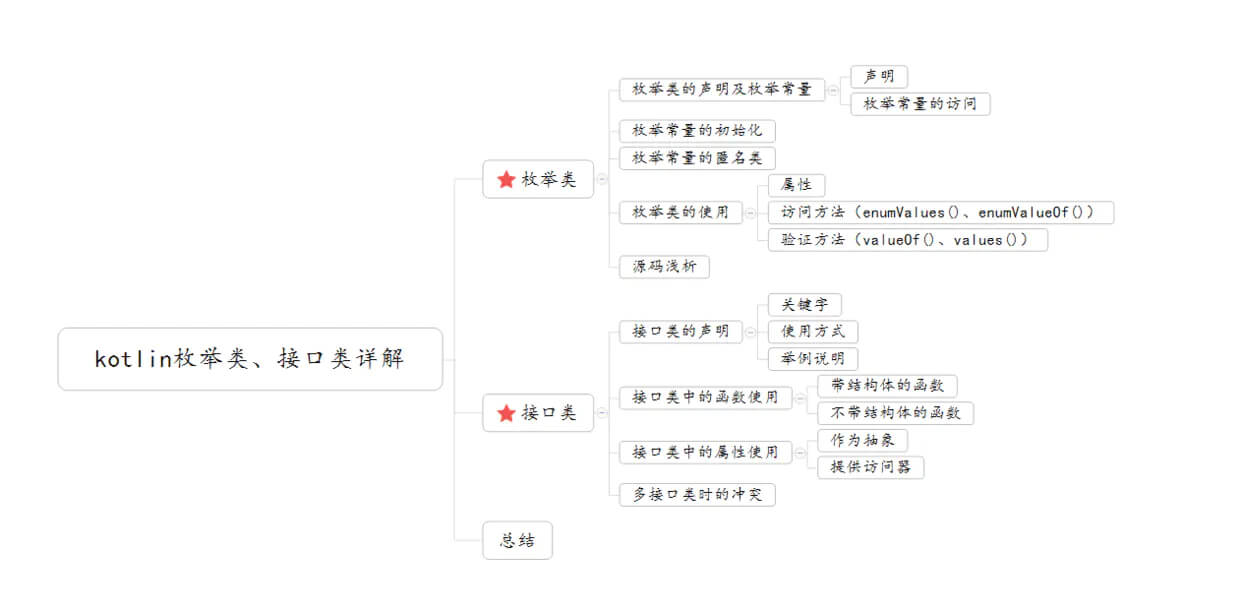 kotlin枚举类、接口类详解
枚举类
枚举类的声明及枚举常量
声明
枚举常量的访问
枚举常量的初始化
枚举常量的匿名类
枚举类的使用
属性
访问方法（enumValues()、enumValueOf()）
验证方法（valueOf()、values()）
源码浅析
接口类
接口类的声明
关键字
使用方式
举例说明
接口类中的函数使用
带结构体的函数
不带结构体的函数
接口类中的属性使用
作为抽象
提供访问器
多接口类时的冲突
总结